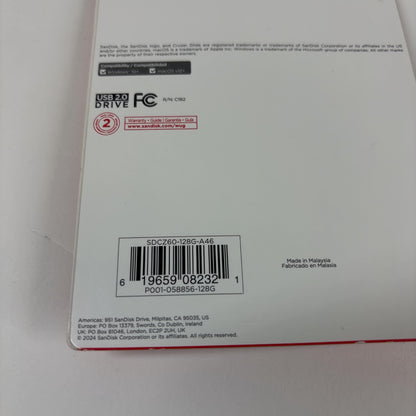 SanDisk, the SanDisk logo, and Cruzer Glide are registered trademarks or trademarks of SanDisk Corporation or its affiliates in the US
and/or other countries. macOS is a trademark of Apple Inc. Windows is a trademark of the Microsoft group of companies. All other marks are the
property of their respective owners.
Compatibility / Compatibilidad
Windows® 10+ macOS v12+
USB 2.0
DRIVE
FC R/N: C192
2
Warranty • Guide | Garantía • Guía
www.sandisk.com/wug
SDCZ60-128G-A46
6 19659 08232 1
P001-058856-128G
Made in Malaysia
Fabricado en Malasia
Americas: 951 SanDisk Drive, Milpitas, CA 95035, US
Europe: PO Box 13379, Swords, Co Dublin, Ireland
UK: PO Box 61046, London, EC2P 2UH, UK
© 2024 SanDisk Corporation or its affiliates. All rights reserved.